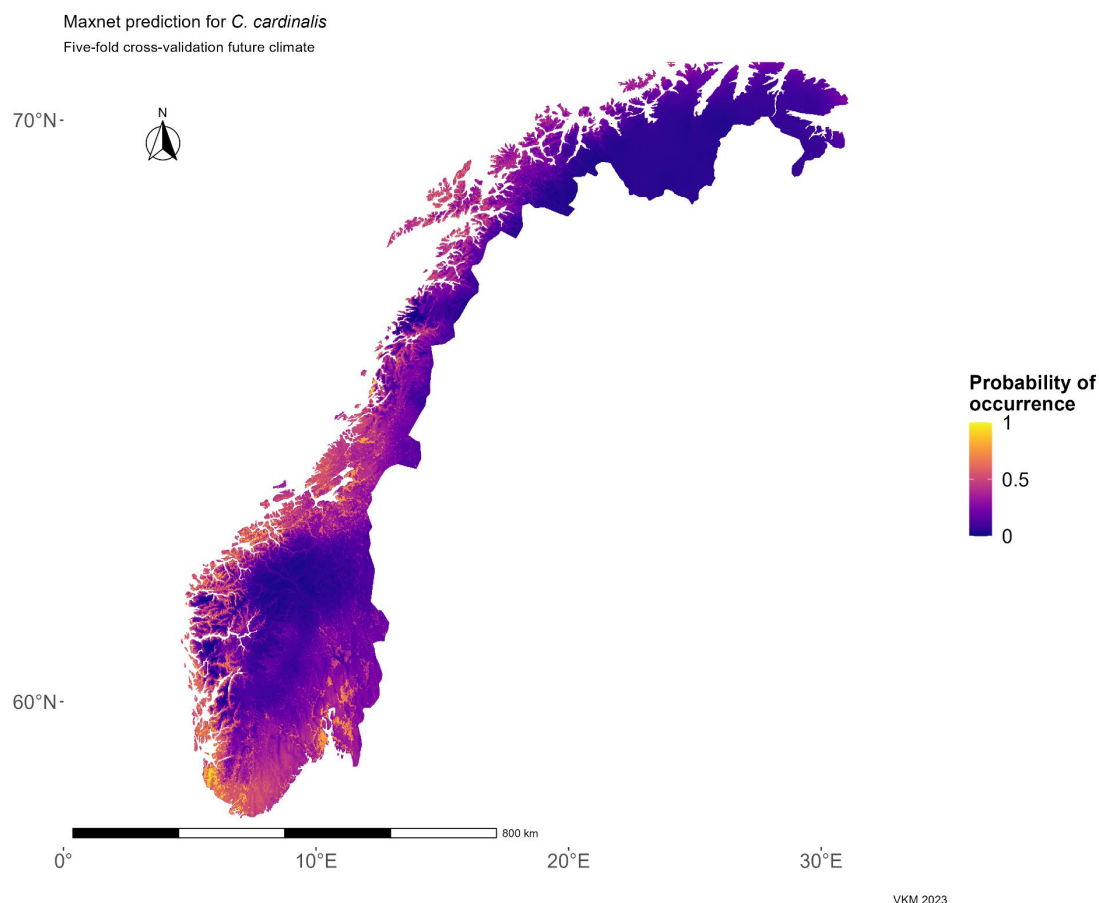 Maxnet prediction for C. cardinalis
Five-fold cross-validation future climate
N
70°N
60°N
Probability of
occurrence
1
0.5
0
800 km
0°
10°E
20°E
30°E
VKM 2023